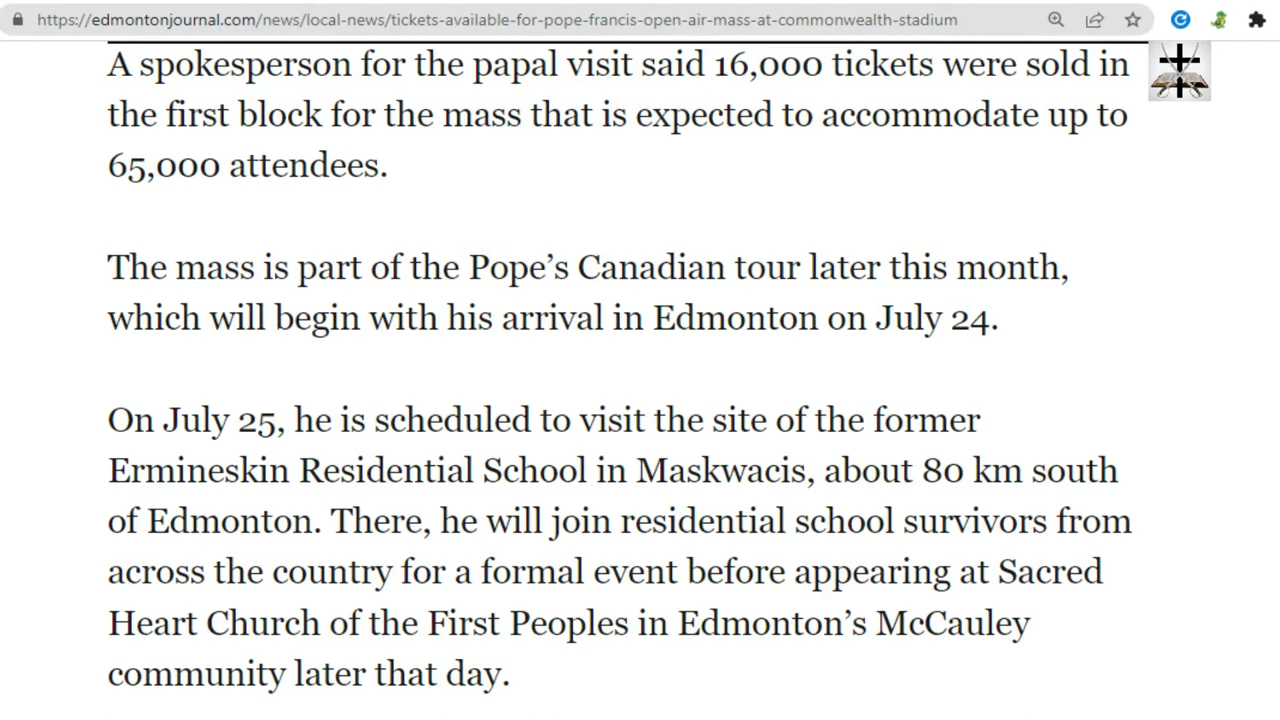 https://edmontonjournal.com/news/local-news/tickets-available-for-pope-francis-open-air-mass-at-commonwealth-stadium
A spokesperson for the papal visit said 16,000 tickets were sold in
the first block for the mass that is expected to accommodate up to
65,000 attendees.
The mass is part of the Pope’s Canadian tour later this month,
which will begin with his arrival in Edmonton on July 24.
On July 25, he is scheduled to visit the site of the former
Ermineskin Residential School in Maskwacis, about 80 km south
of Edmonton. There, he will join residential school survivors from
across the country for a formal event before appearing at Sacred
Heart Church of the First Peoples in Edmonton’s McCauley
community later that day.